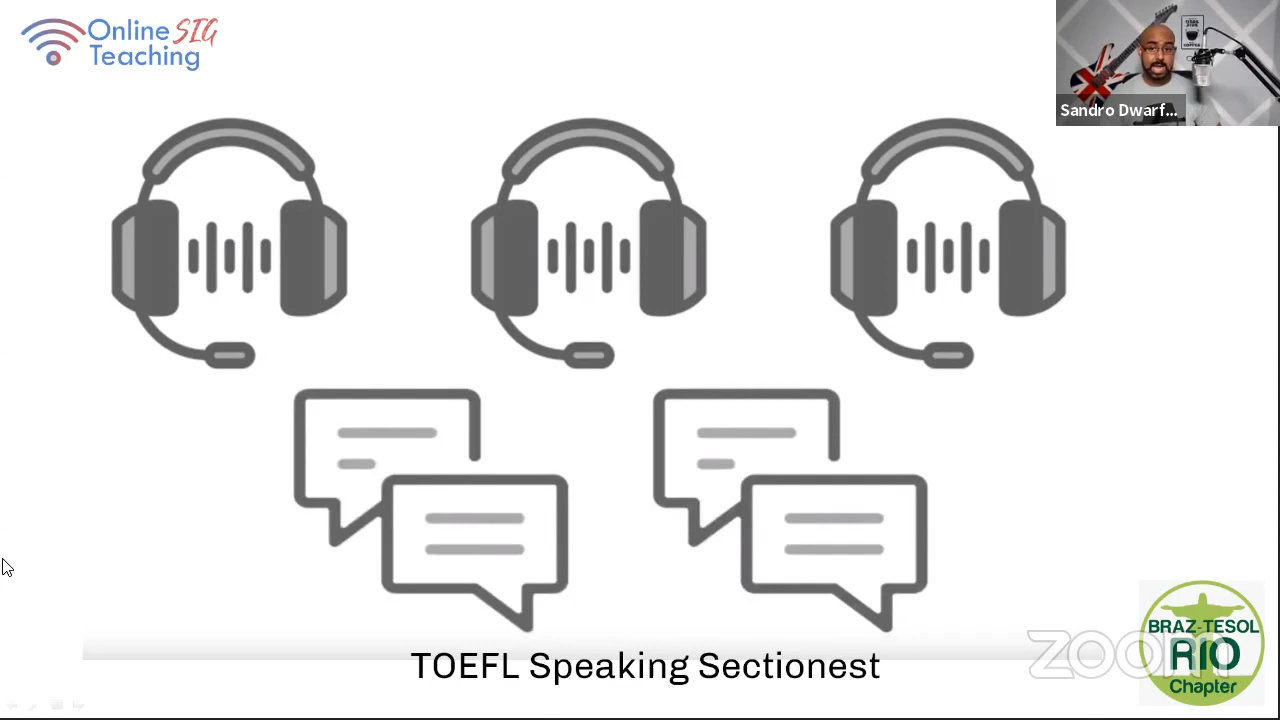 Online SIG
Teaching
Sandro Dwarf...
TOEFL Speaking Sectionest
zoom
BRAZ-TESOL
RIO
Chapter